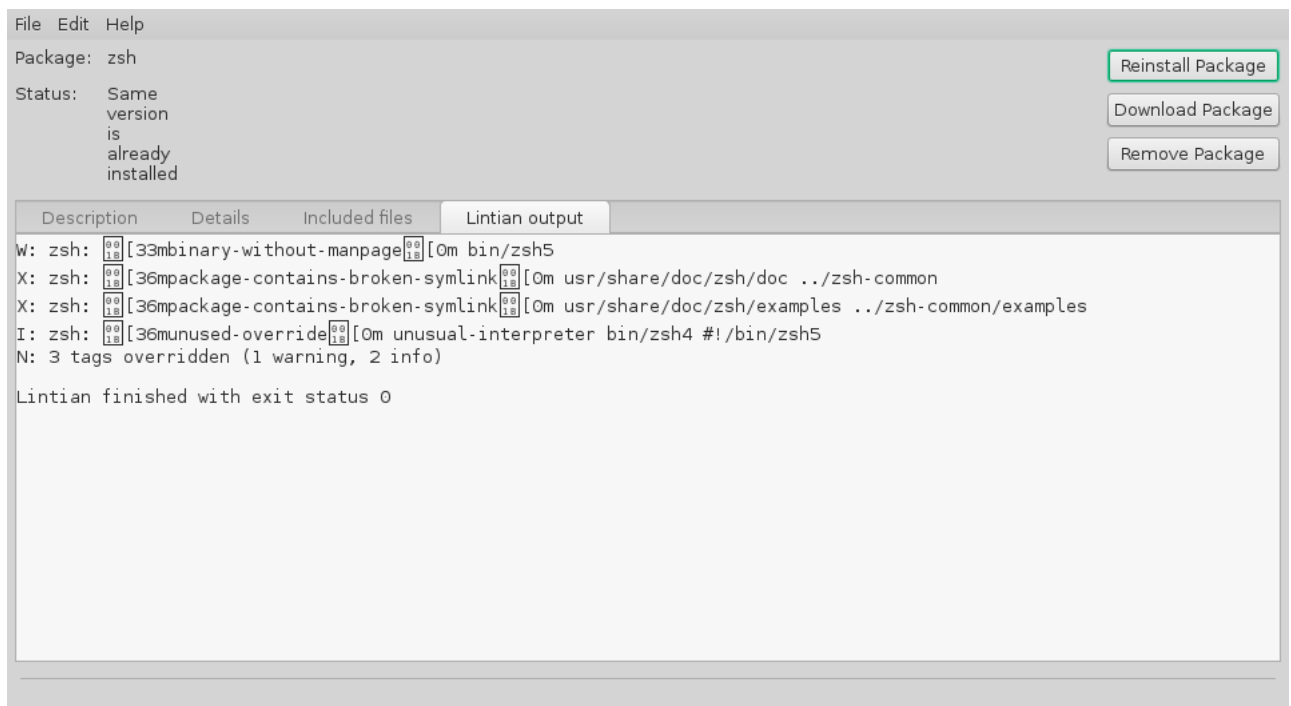 File Edit Help
Package: zsh
Reinstall Package
Status: Same
version
is
already
installed
Download Package
Remove Package
Description Details Included files Lintian output
W: zsh: [33mbinary-without-manpage[0m bin/zsh5
X: zsh: [36mpackage-contains-broken-symlink[0m usr/share/doc/zsh/doc ../zsh-common
X: zsh: [36mpackage-contains-broken-symlink[0m usr/share/doc/zsh/examples ../zsh-common/examples
I: zsh: [36munused-override[0m unusual-interpreter bin/zsh4 #!/bin/zsh5
N: 3 tags overridden (1 warning, 2 info)
Lintian finished with exit status 0